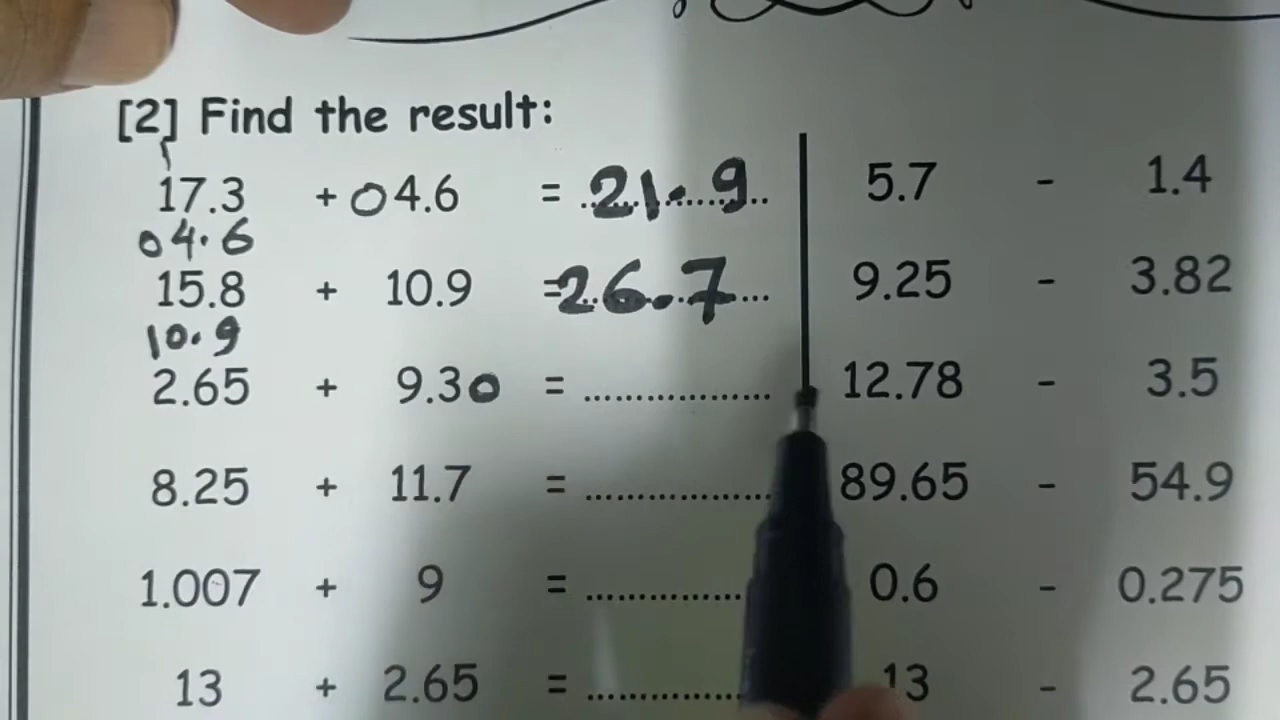 [2] Find the result:
17.3 + 04.6 = 21.9 5.7 - 1.4
04.6
15.8 + 10.9 = 26.7 9.25 - 3.82
10.9
2.65 + 9.30 = ................. 12.78 - 3.5
8.25 + 11.7 = ................. 89.65 - 54.9
1.007 + 9 = ............... 0.6 - 0.275
13 + 2.65 = ............... 13 - 2.65